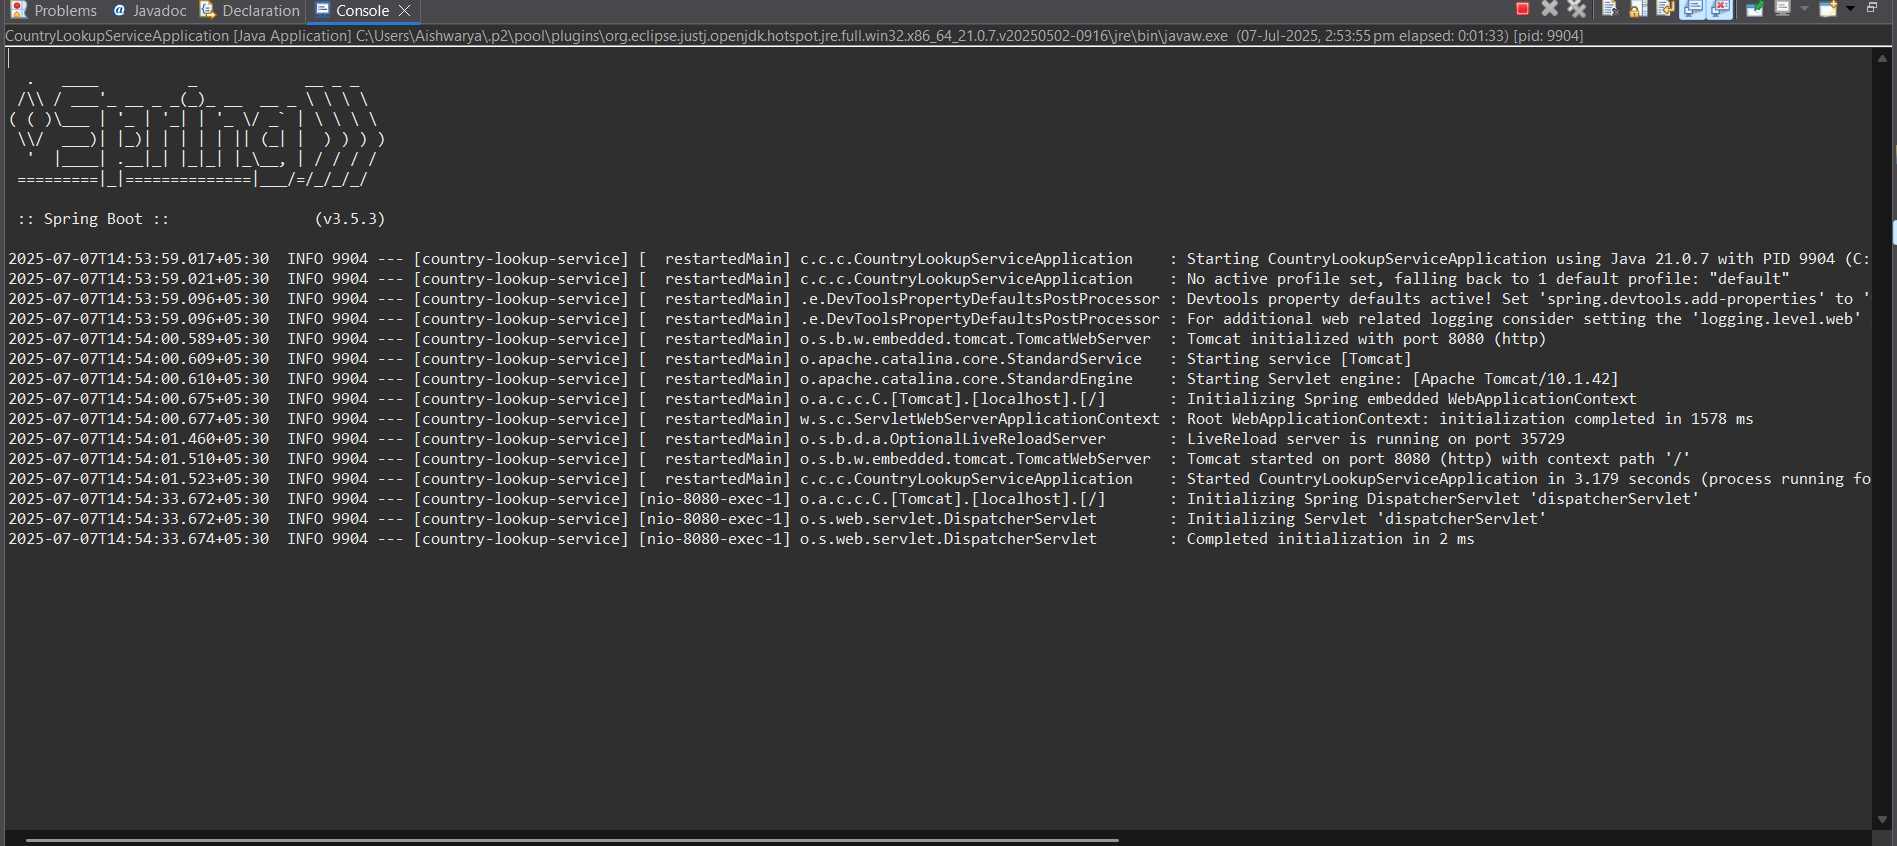 Problems @ Javadoc Declaration Console
CountryLookupServiceApplication [Java Application] C:\Users\Aishwarya\.p2\pool\plugins\org.eclipse.justj.openjdk.hotspot.jre.full.win32.x86_64_21.0.7.v20250502-0916\jre\bin\javaw.exe (07-Jul-2025, 2:53:55 pm elapsed: 0:01:33) [pid: 9904]
  .   ____          _            __ _ _
 /\\ / ___'_ __ _ _(_)_ __  __ _ \ \ \ \
( ( )\___ | '_ | '_| | '_ \/ _` | \ \ \ \
 \\/  ___)| |_)| | | | | || (_| |  ) ) ) )
  '  |____| .__|_| |_|_| |_\__, | / / / /
 =========|_|==============|___/=/_/_/_/
 :: Spring Boot ::                (v3.5.3)
2025-07-07T14:53:59.017+05:30  INFO 9904 --- [country-lookup-service] [  restartedMain] c.c.c.CountryLookupServiceApplication    : Starting CountryLookupServiceApplication using Java 21.0.7 with PID 9904 (C:
2025-07-07T14:53:59.021+05:30  INFO 9904 --- [country-lookup-service] [  restartedMain] c.c.c.CountryLookupServiceApplication    : No active profile set, falling back to 1 default profile: "default"
2025-07-07T14:53:59.096+05:30  INFO 9904 --- [country-lookup-service] [  restartedMain] .e.DevToolsPropertyDefaultsPostProcessor : Devtools property defaults active! Set 'spring.devtools.add-properties' to '
2025-07-07T14:53:59.096+05:30  INFO 9904 --- [country-lookup-service] [  restartedMain] .e.DevToolsPropertyDefaultsPostProcessor : For additional web related logging consider setting the 'logging.level.web'
2025-07-07T14:54:00.589+05:30  INFO 9904 --- [country-lookup-service] [  restartedMain] o.s.b.w.embedded.tomcat.TomcatWebServer  : Tomcat initialized with port 8080 (http)
2025-07-07T14:54:00.609+05:30  INFO 9904 --- [country-lookup-service] [  restartedMain] o.apache.catalina.core.StandardService   : Starting service [Tomcat]
2025-07-07T14:54:00.610+05:30  INFO 9904 --- [country-lookup-service] [  restartedMain] o.apache.catalina.core.StandardEngine    : Starting Servlet engine: [Apache Tomcat/10.1.42]
2025-07-07T14:54:00.675+05:30  INFO 9904 --- [country-lookup-service] [  restartedMain] o.a.c.c.C.[Tomcat].[localhost].[/]       : Initializing Spring embedded WebApplicationContext
2025-07-07T14:54:00.677+05:30  INFO 9904 --- [country-lookup-service] [  restartedMain] w.s.c.ServletWebServerApplicationContext : Root WebApplicationContext: initialization completed in 1578 ms
2025-07-07T14:54:01.460+05:30  INFO 9904 --- [country-lookup-service] [  restartedMain] o.s.b.d.a.OptionalLiveReloadServer       : LiveReload server is running on port 35729
2025-07-07T14:54:01.510+05:30  INFO 9904 --- [country-lookup-service] [  restartedMain] o.s.b.w.embedded.tomcat.TomcatWebServer  : Tomcat started on port 8080 (http) with context path '/'
2025-07-07T14:54:01.523+05:30  INFO 9904 --- [country-lookup-service] [  restartedMain] c.c.c.CountryLookupServiceApplication    : Started CountryLookupServiceApplication in 3.179 seconds (process running fo
2025-07-07T14:54:33.672+05:30  INFO 9904 --- [country-lookup-service] [nio-8080-exec-1] o.a.c.c.C.[Tomcat].[localhost].[/]       : Initializing Spring DispatcherServlet 'dispatcherServlet'
2025-07-07T14:54:33.672+05:30  INFO 9904 --- [country-lookup-service] [nio-8080-exec-1] o.s.web.servlet.DispatcherServlet        : Initializing Servlet 'dispatcherServlet'
2025-07-07T14:54:33.674+05:30  INFO 9904 --- [country-lookup-service] [nio-8080-exec-1] o.s.web.servlet.DispatcherServlet        : Completed initialization in 2 ms